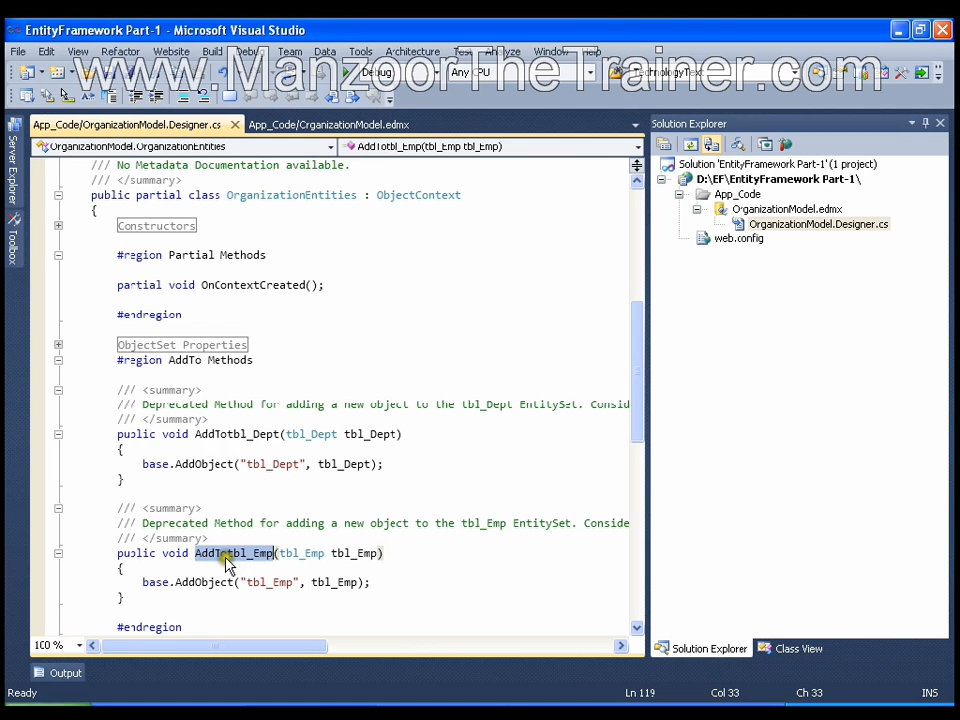 EntityFramework Part-1 - Microsoft Visual Studio
File Edit View Refactor Website Build Debug Team Data Tools Architecture Test Analyze Window Help
www.ManzoorTheTrainer.com
Debug Any CPU TechnologyText
App_Code/OrganizationModel.Designer.cs App_Code/OrganizationModel.edmx
OrganizationModel.OrganizationEntities AddTotbl_Emp(tbl_Emp tbl_Emp)
/// No Metadata Documentation available.
/// </summary>
public partial class OrganizationEntities : ObjectContext
{
Constructors
#region Partial Methods
partial void OnContextCreated();
#endregion
ObjectSet Properties
#region AddTo Methods
/// <summary>
/// Deprecated Method for adding a new object to the tbl_Dept EntitySet. Conside
/// </summary>
public void AddTotbl_Dept(tbl_Dept tbl_Dept)
{
base.AddObject("tbl_Dept", tbl_Dept);
}
/// <summary>
/// Deprecated Method for adding a new object to the tbl_Emp EntitySet. Conside
/// </summary>
public void AddTotbl_Emp(tbl_Emp tbl_Emp)
{
base.AddObject("tbl_Emp", tbl_Emp);
}
#endregion
100 %
Server Explorer
Toolbox
Solution Explorer
Solution 'EntityFramework Part-1' (1 project)
D:\EF\EntityFramework Part-1\
App_Code
OrganizationModel.edmx
OrganizationModel.Designer.cs
web.config
Solution Explorer Class View
Output
Ready Ln 119 Col 33 Ch 33 INS